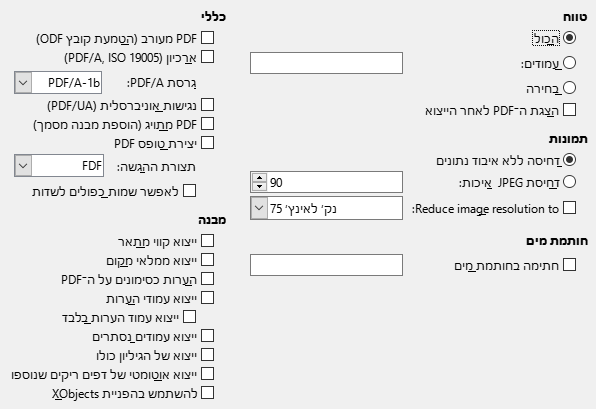 טווח
הכול
עמודים:
בחירה
הצגת ה־PDF לאחר הייצוא
תמונות
דחיסה ללא איבוד נתונים
דחיסת JPEG איכות:
90
Reduce image resolution to:
75 נק׳ לאינץ׳
חותמת מים
חתימה בחותמת מים
כללי
PDF מעורב (הטמעת קובץ ODF)
ארכיון (PDF/A, ISO 19005)
גרסת PDF/A:
PDF/A-1b
נגישות אוניברסלית (PDF/UA)
PDF מתויג (הוספת מבנה מסמך)
יצירת טופס PDF
תצורת ההגשה:
FDF
לאפשר שמות כפולים לשדות
מבנה
ייצוא קווי מתאר
ייצוא ממלאי מקום
הערות כסימונים על ה־PDF
ייצוא עמודי הערות
ייצוא עמוד הערות בלבד
ייצוא עמודים נסתרים
ייצוא של הגיליון כולו
ייצוא אוטומטי של דפים ריקים שנוספו
להשתמש בהפניית XObjects